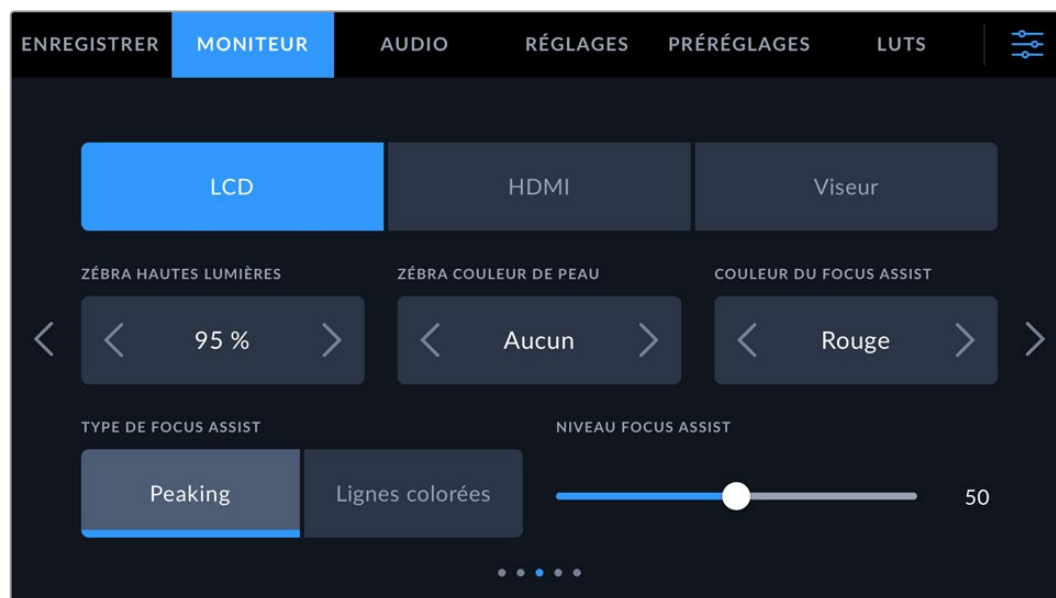 ENREGISTRER MONITEUR AUDIO RÉGLAGES PRÉRÉGLAGES LUTS
LCD HDMI Viseur
ZÉBRA HAUTES LUMIÈRES ZÉBRA COULEUR DE PEAU COULEUR DU FOCUS ASSIST
95 % Aucun Rouge
TYPE DE FOCUS ASSIST NIVEAU FOCUS ASSIST
Peaking Lignes colorées 50